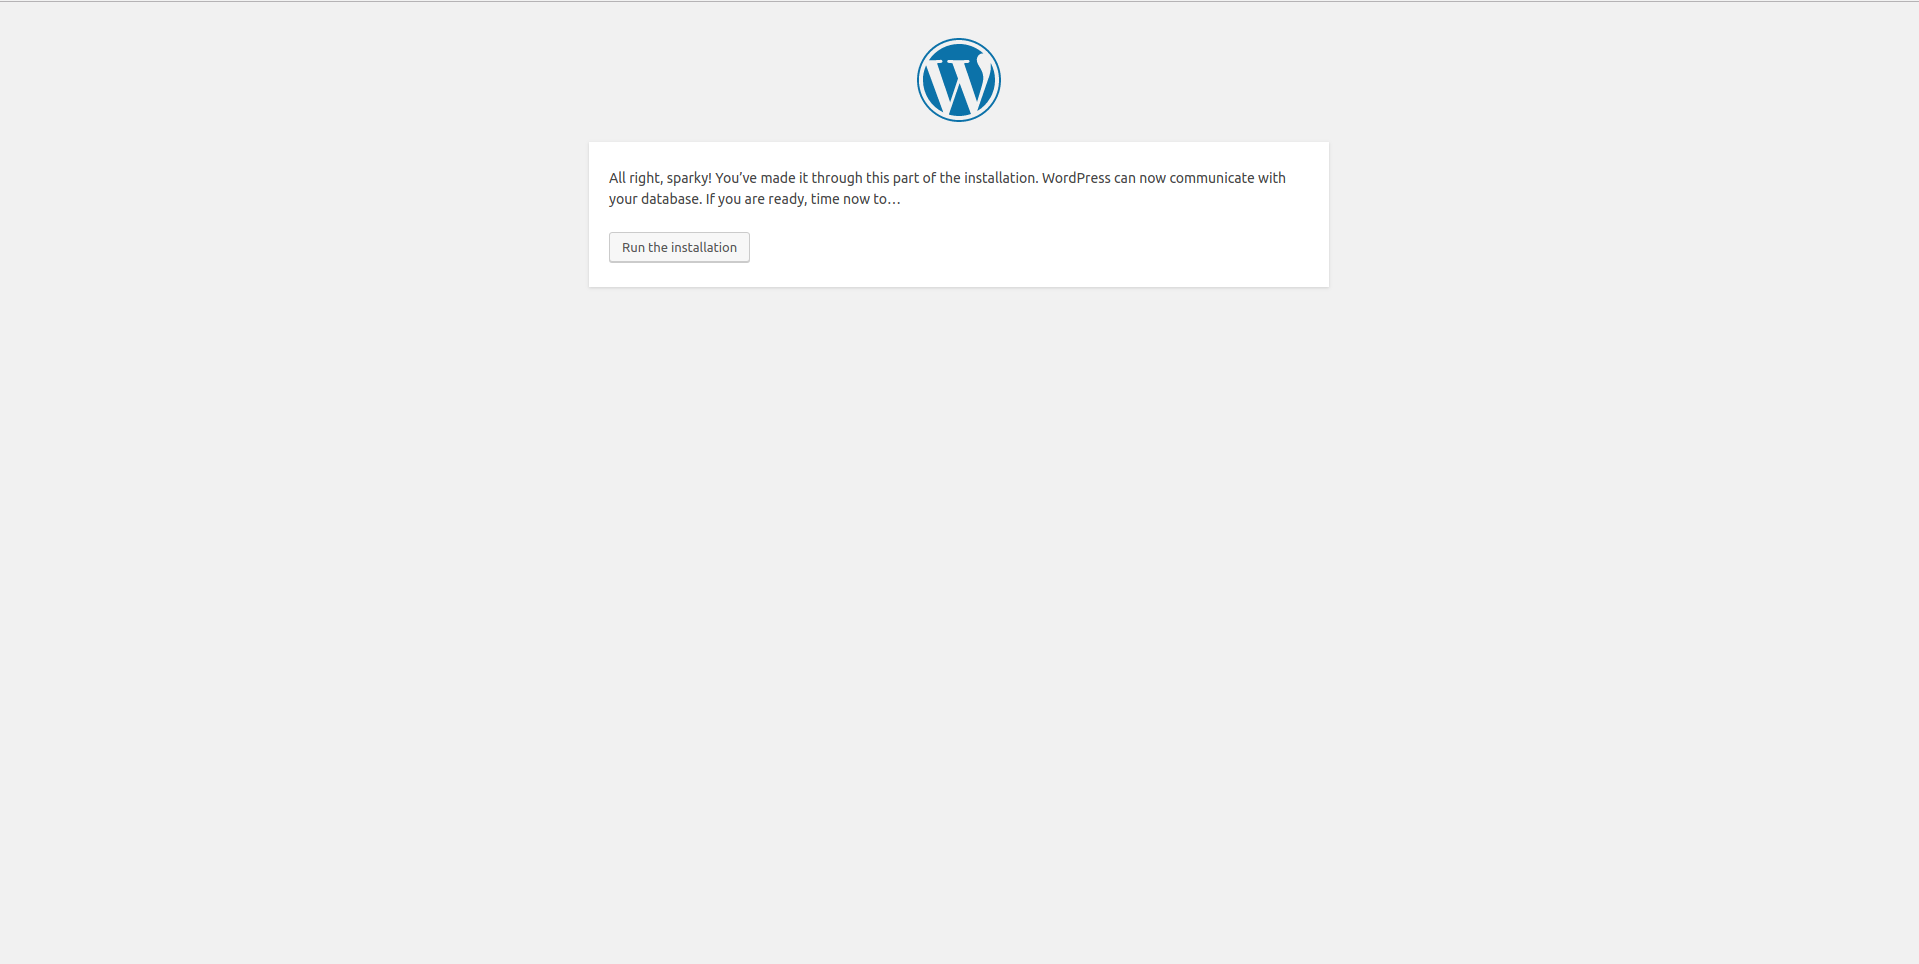 All right, sparky! You’ve made it through this part of the installation. WordPress can now communicate with
your database. If you are ready, time now to…
Run the installation